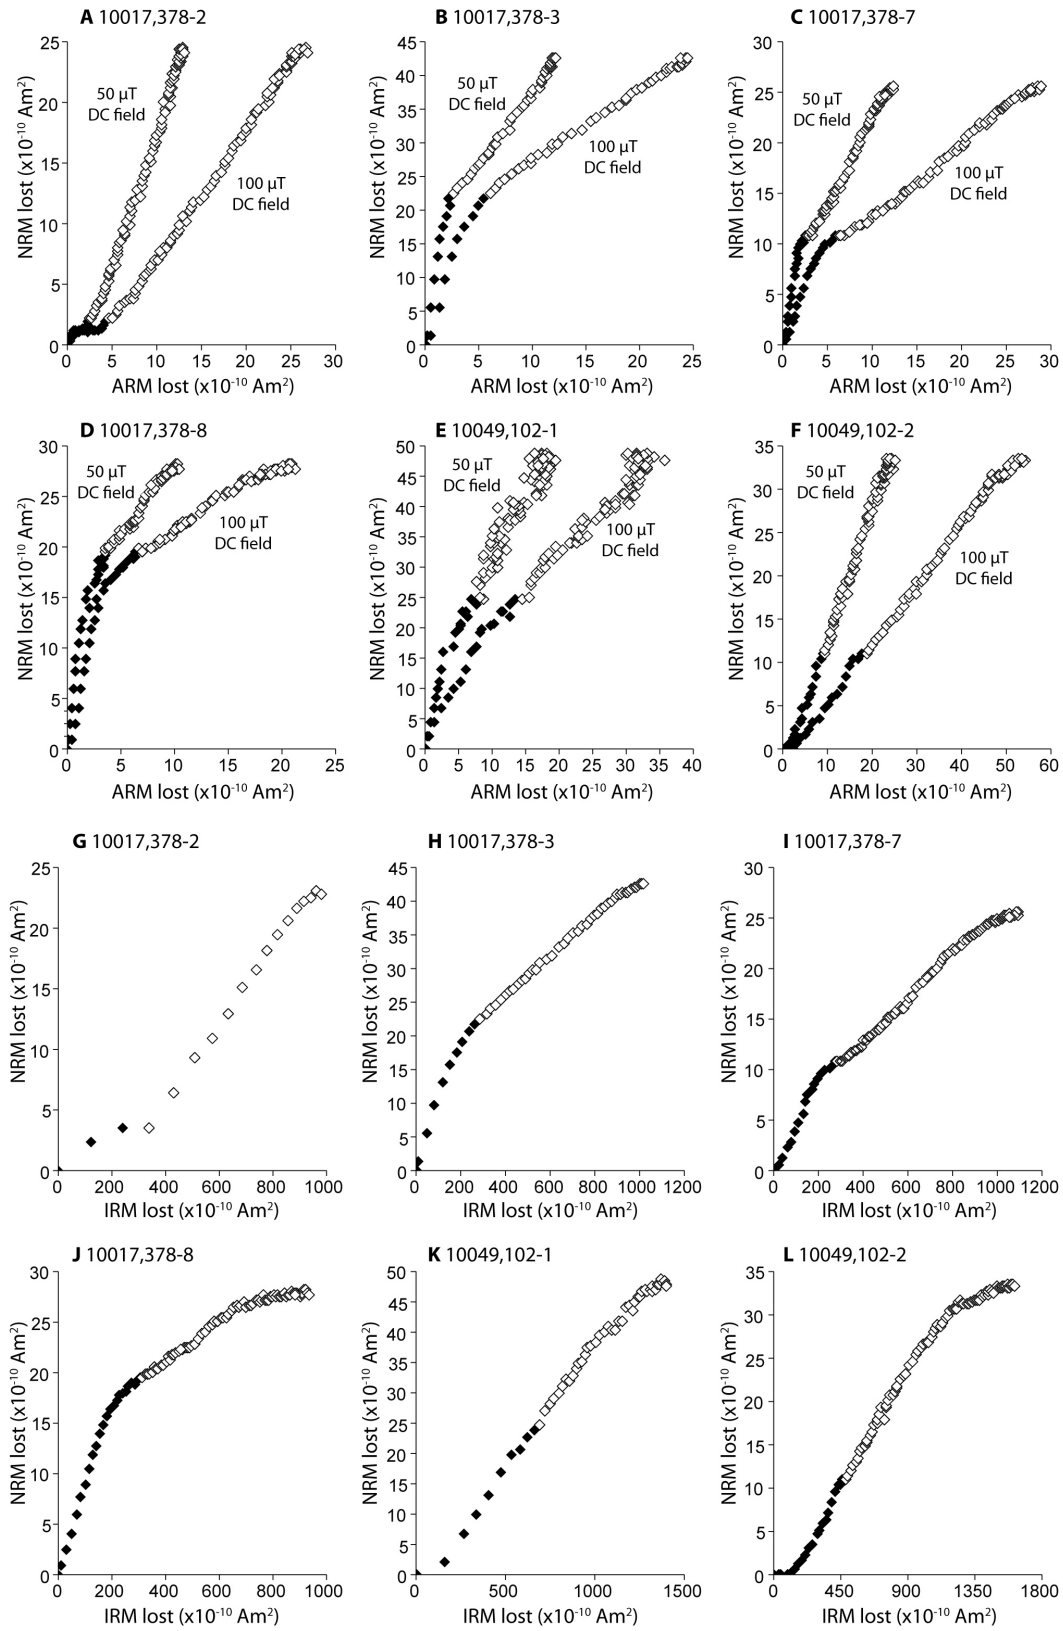 A 10017,378-2
NRM lost (x10⁻¹⁰ Am²)
25
20
15
10
5
0
50 µT
DC field
100 µT
DC field
0 5 10 15 20 25 30
ARM lost (x10⁻¹⁰ Am²)
B 10017,378-3
NRM lost (x10⁻¹⁰ Am²)
45
40
35
30
25
20
15
10
5
0
50 µT
DC field
100 µT
DC field
0 5 10 15 20 25
ARM lost (x10⁻¹⁰ Am²)
C 10017,378-7
NRM lost (x10⁻¹⁰ Am²)
30
25
20
15
10
5
0
50 µT
DC field
100 µT
DC field
0 5 10 15 20 25 30
ARM lost (x10⁻¹⁰ Am²)
D 10017,378-8
NRM lost (x10⁻¹⁰ Am²)
30
25
20
15
10
5
0
50 µT
DC field
100 µT
DC field
0 5 10 15 20 25
ARM lost (x10⁻¹⁰ Am²)
E 10049,102-1
NRM lost (x10⁻¹⁰ Am²)
50
45
40
35
30
25
20
15
10
5
0
50 µT
DC field
100 µT
DC field
0 5 10 15 20 25 30 35 40
ARM lost (x10⁻¹⁰ Am²)
F 10049,102-2
NRM lost (x10⁻¹⁰ Am²)
35
30
25
20
15
10
5
0
50 µT
DC field
100 µT
DC field
0 10 20 30 40 50 60
ARM lost (x10⁻¹⁰ Am²)
G 10017,378-2
NRM lost (x10⁻¹⁰ Am²)
25
20
15
10
5
0
0 200 400 600 800 1000
IRM lost (x10⁻¹⁰ Am²)
H 10017,378-3
NRM lost (x10⁻¹⁰ Am²)
45
40
35
30
25
20
15
10
5
0
0 200 400 600 800 1000 1200
IRM lost (x10⁻¹⁰ Am²)
I 10017,378-7
NRM lost (x10⁻¹⁰ Am²)
30
25
20
15
10
5
0
0 200 400 600 800 1000 1200
IRM lost (x10⁻¹⁰ Am²)
J 10017,378-8
NRM lost (x10⁻¹⁰ Am²)
30
25
20
15
10
5
0
0 200 400 600 800 1000
IRM lost (x10⁻¹⁰ Am²)
K 10049,102-1
NRM lost (x10⁻¹⁰ Am²)
50
45
40
35
30
25
20
15
10
5
0
0 500 1000 1500
IRM lost (x10⁻¹⁰ Am²)
L 10049,102-2
NRM lost (x10⁻¹⁰ Am²)
35
30
25
20
15
10
5
0
0 450 900 1350 1800
IRM lost (x10⁻¹⁰ Am²)